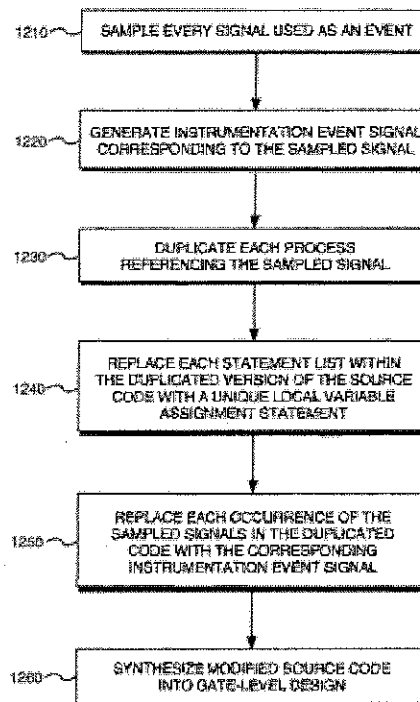 1210
SAMPLE EVERY SIGNAL USED AS AN EVENT
1220
GENERATE INSTRUMENTATION EVENT SIGNAL
CORRESPONDING TO THE SAMPLED SIGNAL
1230
DUPLICATE EACH PROCESS
REFERENCING THE SAMPLED SIGNAL
1240
REPLACE EACH STATEMENT LIST WITHIN
THE DUPLICATED VERSION OF THE SOURCE
CODE WITH A UNIQUE LOCAL VARIABLE
ASSIGNMENT STATEMENT
1250
REPLACE EACH OCCURRENCE OF THE
SAMPLED SIGNALS IN THE DUPLICATED
CODE WITH THE CORRESPONDING
INSTRUMENTATION EVENT SIGNAL
1260
SYNTHESIZE MODIFIED SOURCE CODE
INTO GATE-LEVEL DESIGN